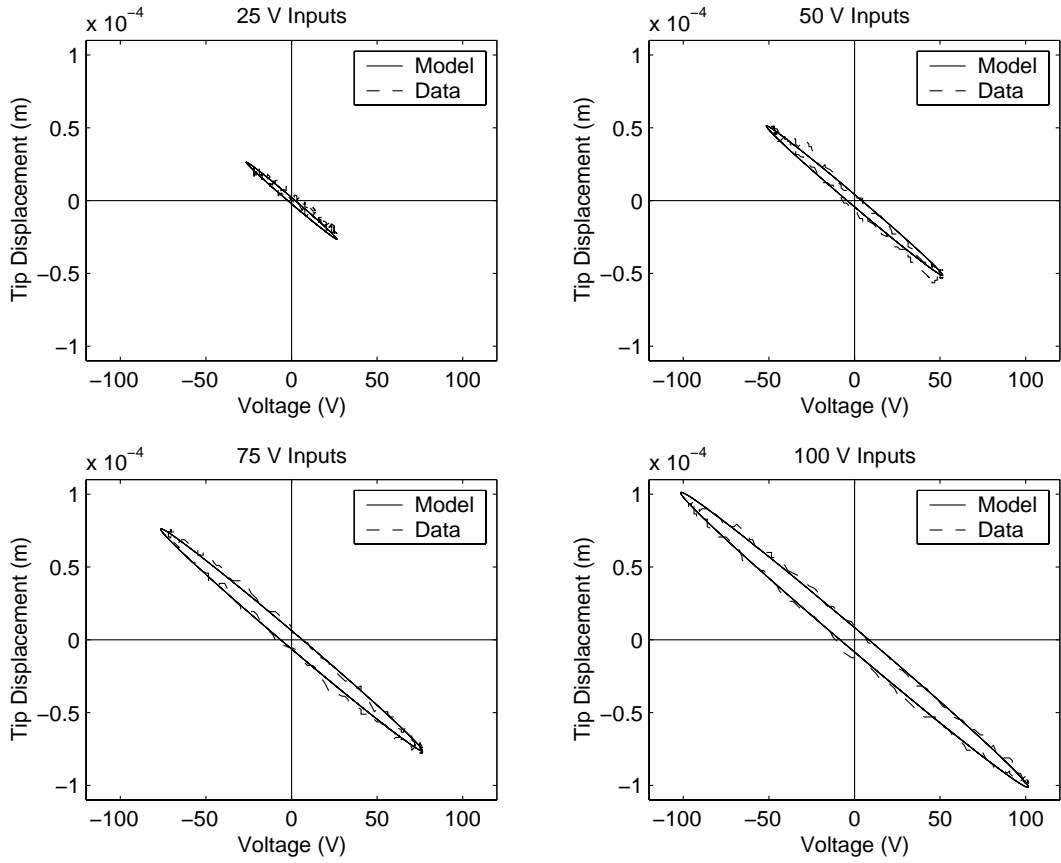 25 V Inputs
x 10⁻⁴
1
0.5
0
−0.5
−1
Tip Displacement (m)
Model
Data
−100 −50 0 50 100
Voltage (V)
50 V Inputs
x 10⁻⁴
1
0.5
0
−0.5
−1
Tip Displacement (m)
Model
Data
−100 −50 0 50 100
Voltage (V)
75 V Inputs
x 10⁻⁴
1
0.5
0
−0.5
−1
Tip Displacement (m)
Model
Data
−100 −50 0 50 100
Voltage (V)
100 V Inputs
x 10⁻⁴
1
0.5
0
−0.5
−1
Tip Displacement (m)
Model
Data
−100 −50 0 50 100
Voltage (V)